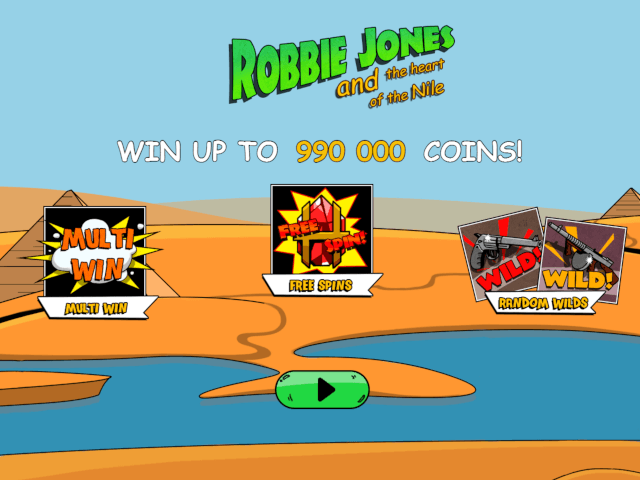 ROBBIE JONES
and the heart
of the Nile
WIN UP TO 990 000 COINS!
MULTI
WIN
MULTI WIN
FREE
SPIN!
FREE SPINS
WILD!
WILD!
RANDOM WILDS